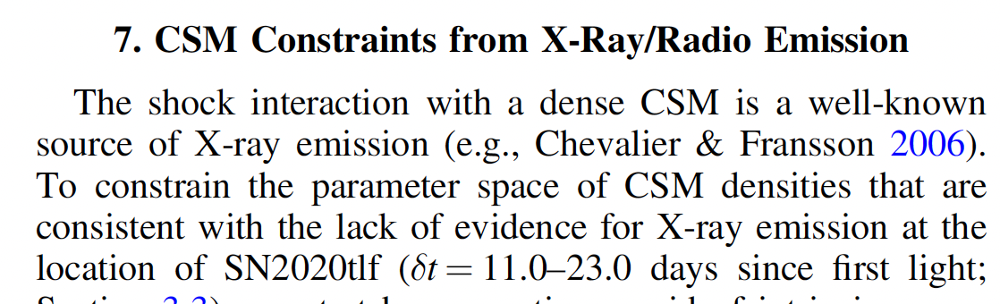 7. CSM Constraints from X-Ray/Radio Emission
The shock interaction with a dense CSM is a well-known
source of X-ray emission (e.g., Chevalier & Fransson 2006).
To constrain the parameter space of CSM densities that are
consistent with the lack of evidence for X-ray emission at the
location of SN2020tlf (δt = 11.0–23.0 days since first light;